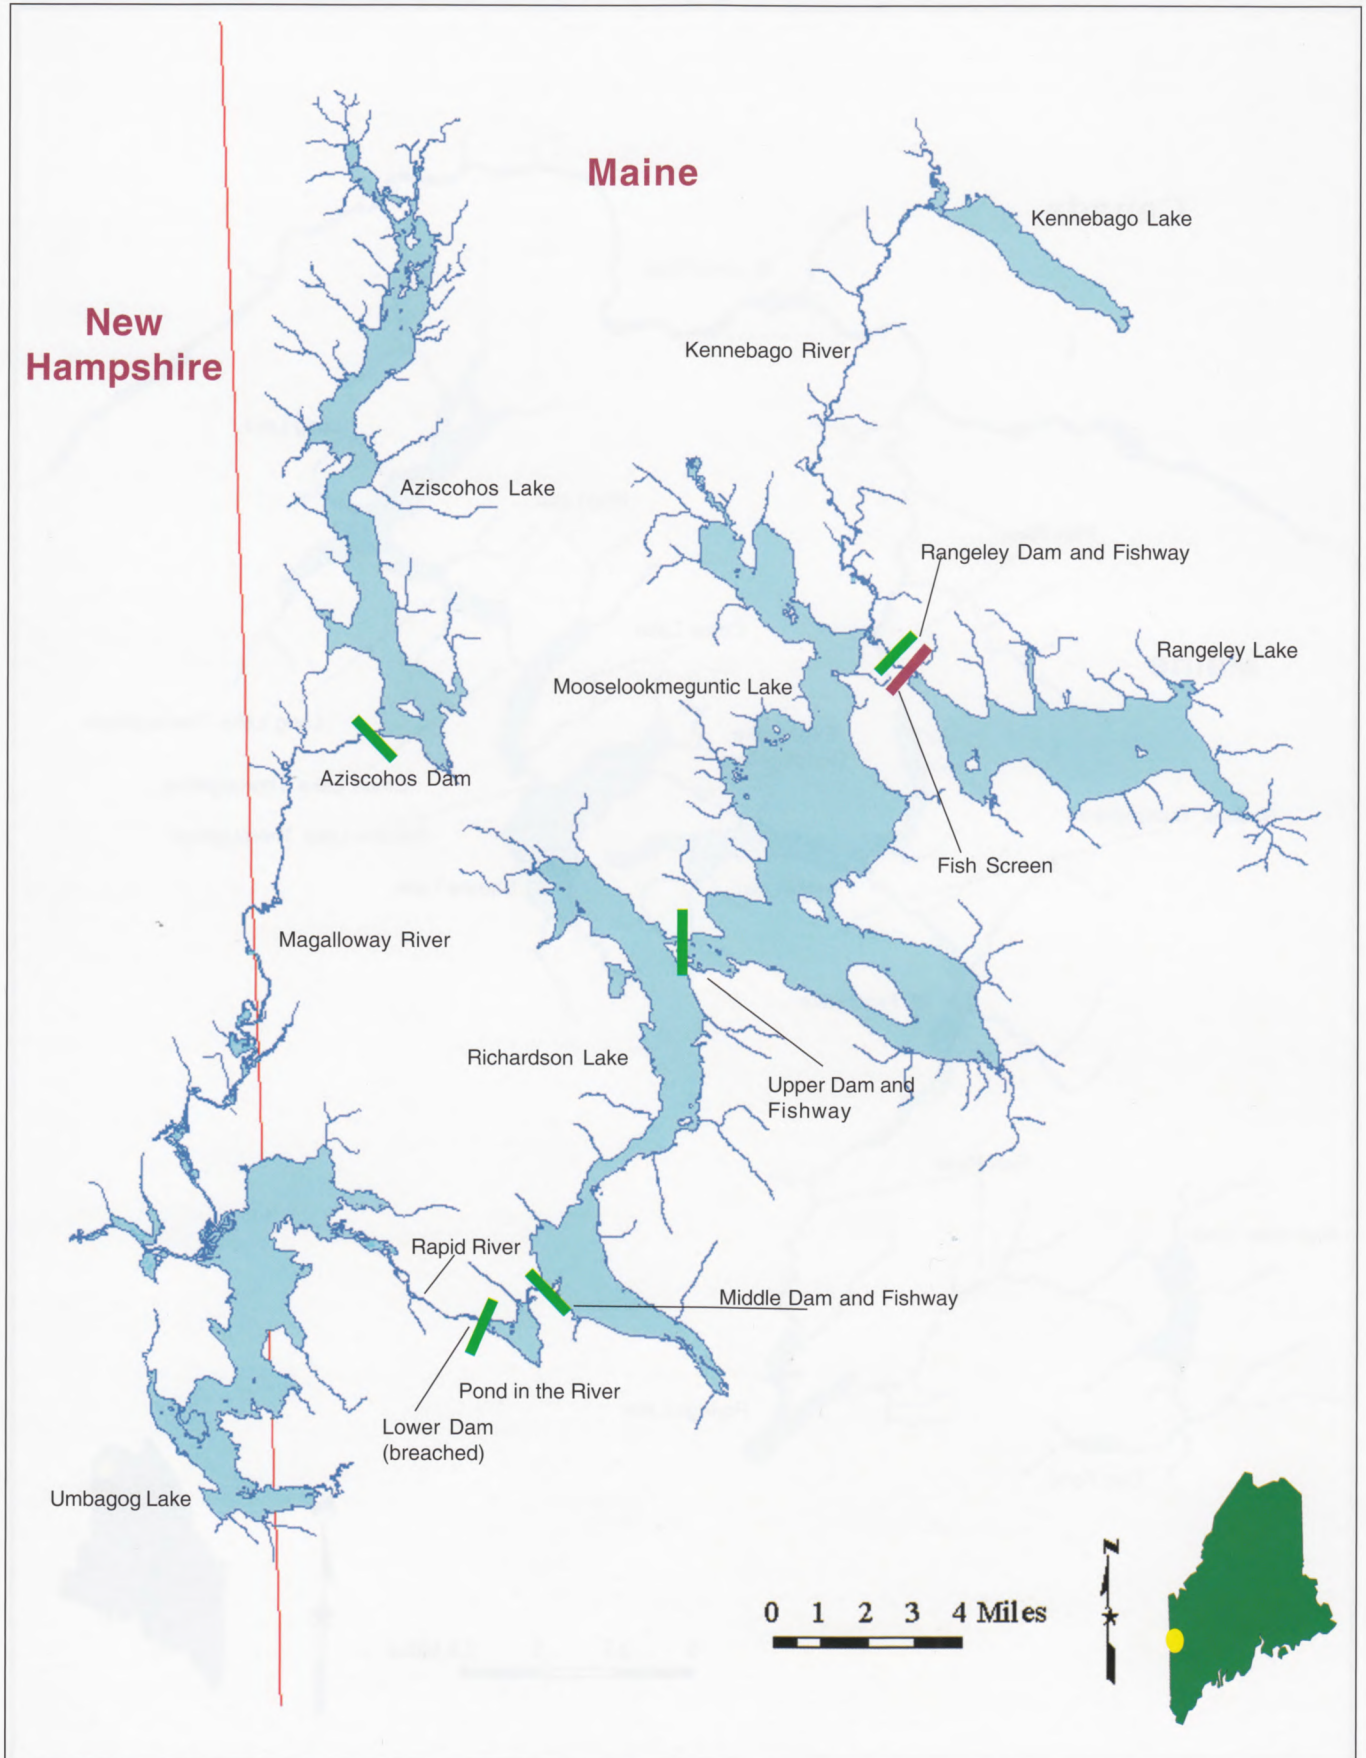 Maine
Kennebago Lake
New
Hampshire
Kennebago River
Aziscohos Lake
Rangeley Dam and Fishway
Rangeley Lake
Mooselookmeguntic Lake
Aziscohos Dam
Fish Screen
Magalloway River
Richardson Lake
Upper Dam and
Fishway
Rapid River
Middle Dam and Fishway
Pond in the River
Lower Dam
(breached)
Umbagog Lake
N
0 1 2 3 4 Miles